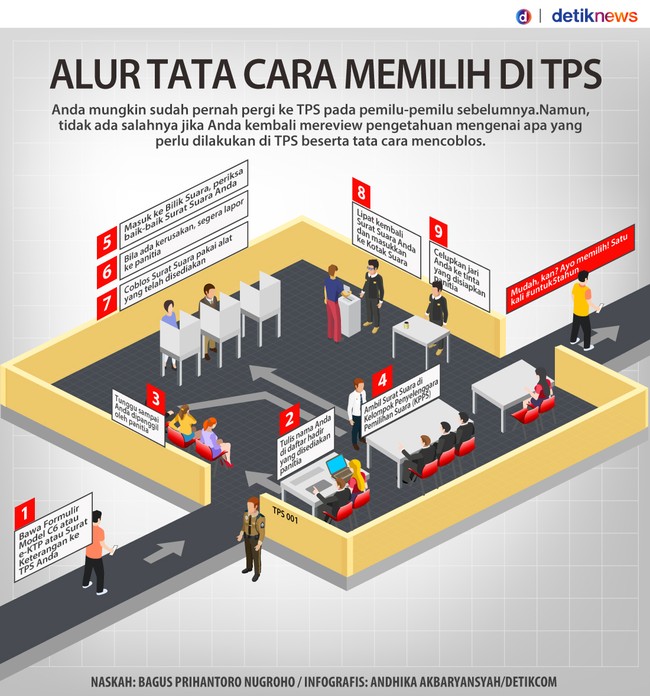 d | detiknews
ALUR TATA CARA MEMILIH DI TPS
Anda mungkin sudah pernah pergi ke TPS pada pemilu-pemilu sebelumnya.Namun,
tidak ada salahnya jika Anda kembali mereview pengetahuan mengenai apa yang
perlu dilakukan di TPS beserta tata cara mencoblos.
1
Bawa Formulir
Model C6 atau
e-KTP atau Surat
Keterangan ke
TPS Anda
2
Tulis nama Anda
di daftar hadir
yang disediakan
panitia
3
Tunggu sampai
Anda dipanggil
oleh panitia
4
Ambil Surat Suara di
Kelompok Penyelenggara
Pemilihan Suara (KPPS)
5
Masuk ke Bilik Suara, periksa
baik-baik Surat Suara Anda
6
Bila ada kerusakan, segera lapor
ke panitia
7
Coblos Surat Suara pakai alat
yang telah disediakan
8
Lipat kembali
Surat Suara Anda
dan masukkan
ke Kotak Suara
9
Celupkan jari
Anda ke tinta
yang disiapkan
panitia
Mudah, kan? Ayo memilih! Satu
kali #untuk5tahun
TPS 001
NASKAH: BAGUS PRIHANTORO NUGROHO / INFOGRAFIS: ANDHIKA AKBARYANSYAH/DETIKCOM